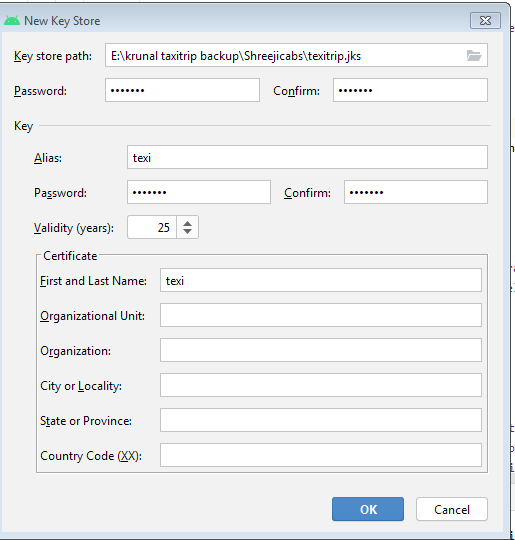 New Key Store
Key store path: E:\krunal taxitrip backup\Shreejicabs\texitrip.jks
Password: ••••••• Confirm: •••••••
Key
Alias: texi
Password: ••••••• Confirm: •••••••
Validity (years): 25
Certificate
First and Last Name: texi
Organizational Unit:
Organization:
City or Locality:
State or Province:
Country Code (XX):
OK Cancel